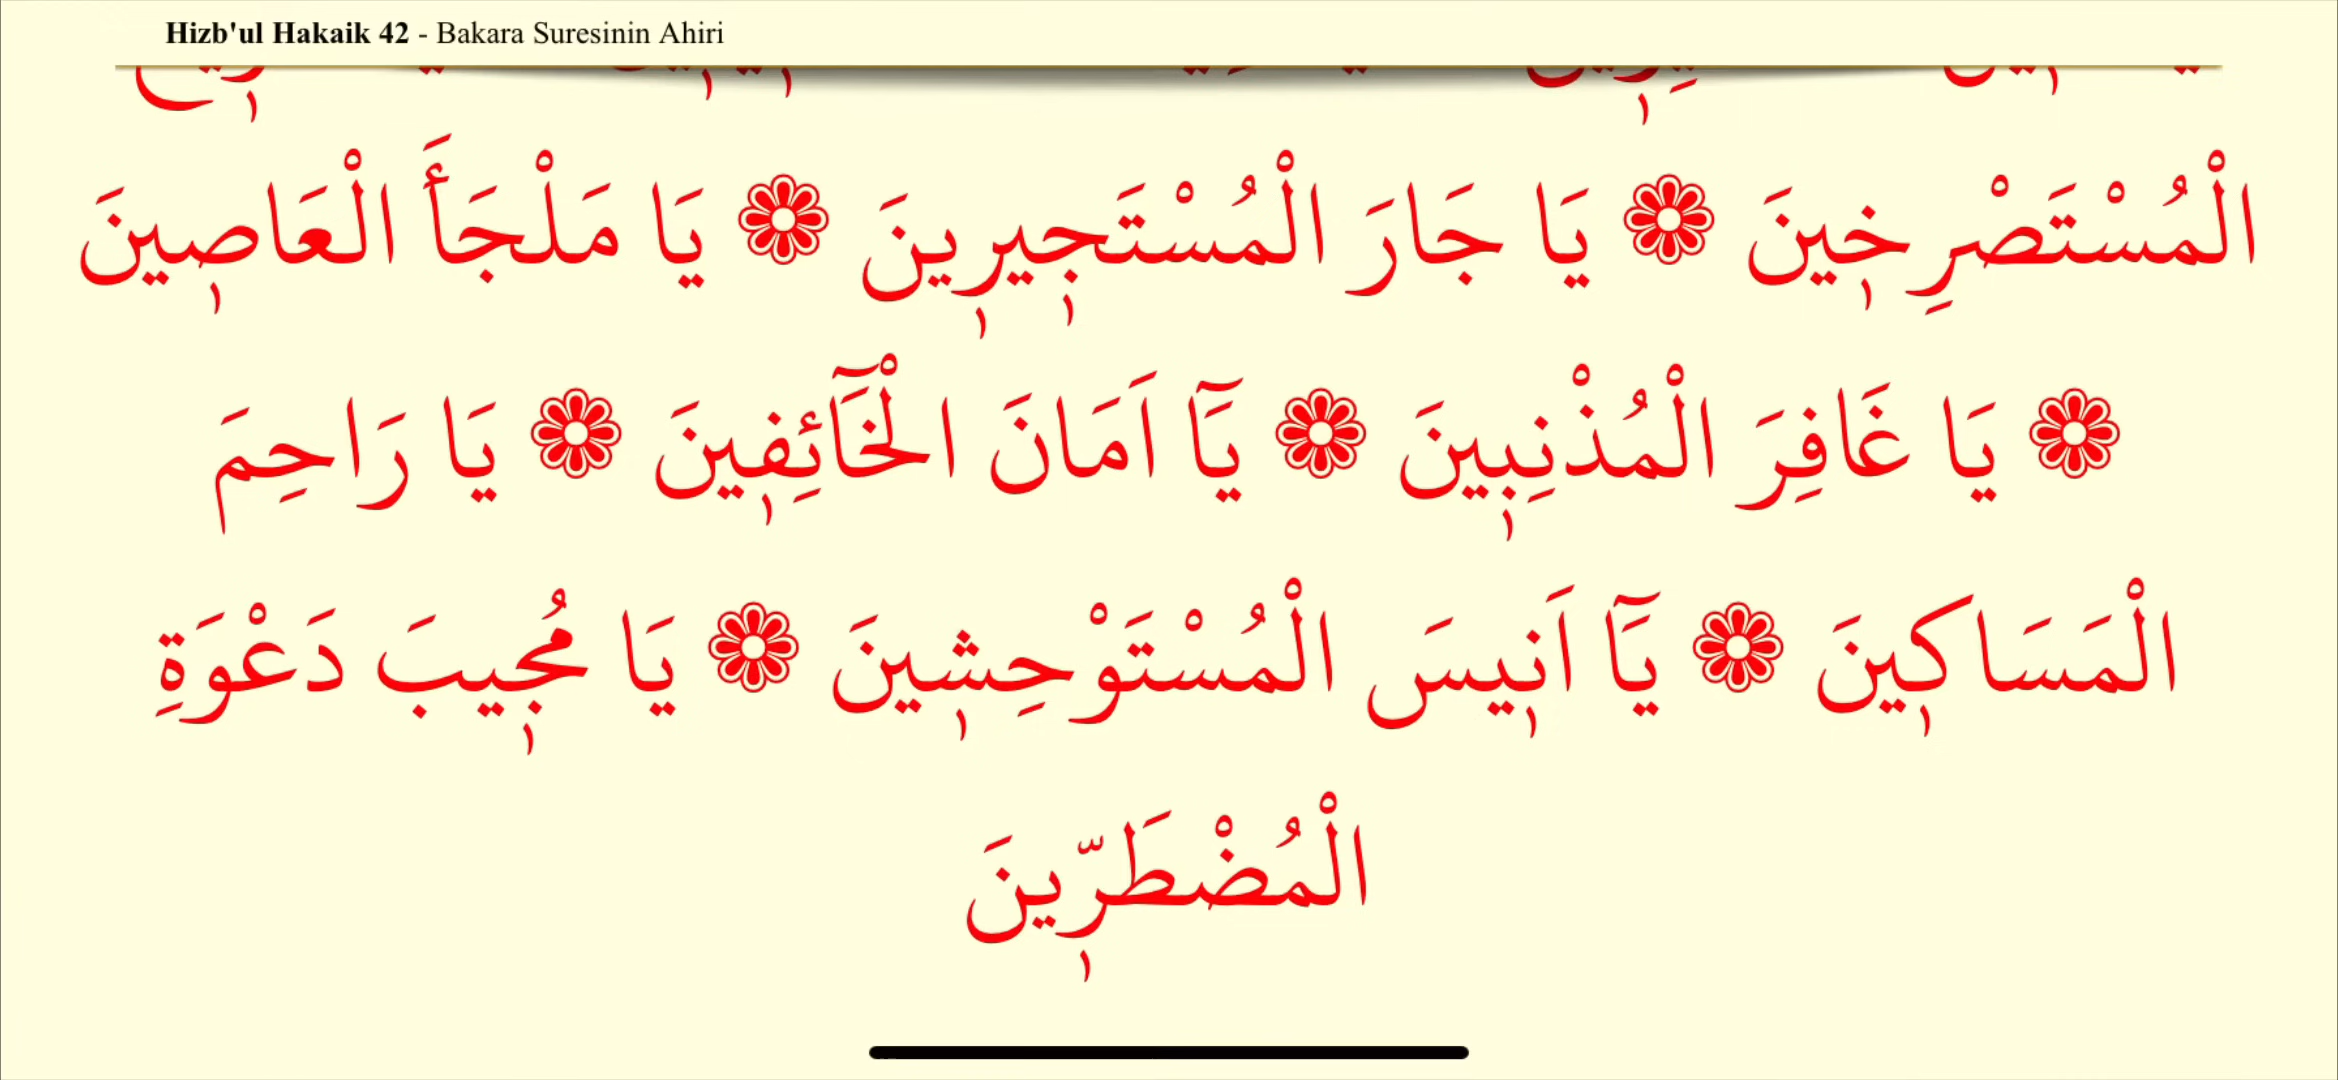 Hizb'ul Hakaik 42 - Bakara Suresinin Ahiri
الْمُسْتَصْرِخٖينَ ❁ يَا جَارَ الْمُسْتَجٖيرٖينَ ❁ يَا مَلْجَأَ الْعَاصٖينَ
❁ يَا غَافِرَ الْمُذْنِبٖينَ ❁ يَٓا اَمَانَ الْخَٓائِفٖينَ ❁ يَا رَاحِمَ
الْمَسَاكٖينَ ❁ يَٓا اَنٖيسَ الْمُسْتَوْحِشٖينَ ❁ يَا مُجٖيبَ دَعْوَةِ
الْمُضْطَرّٖينَ